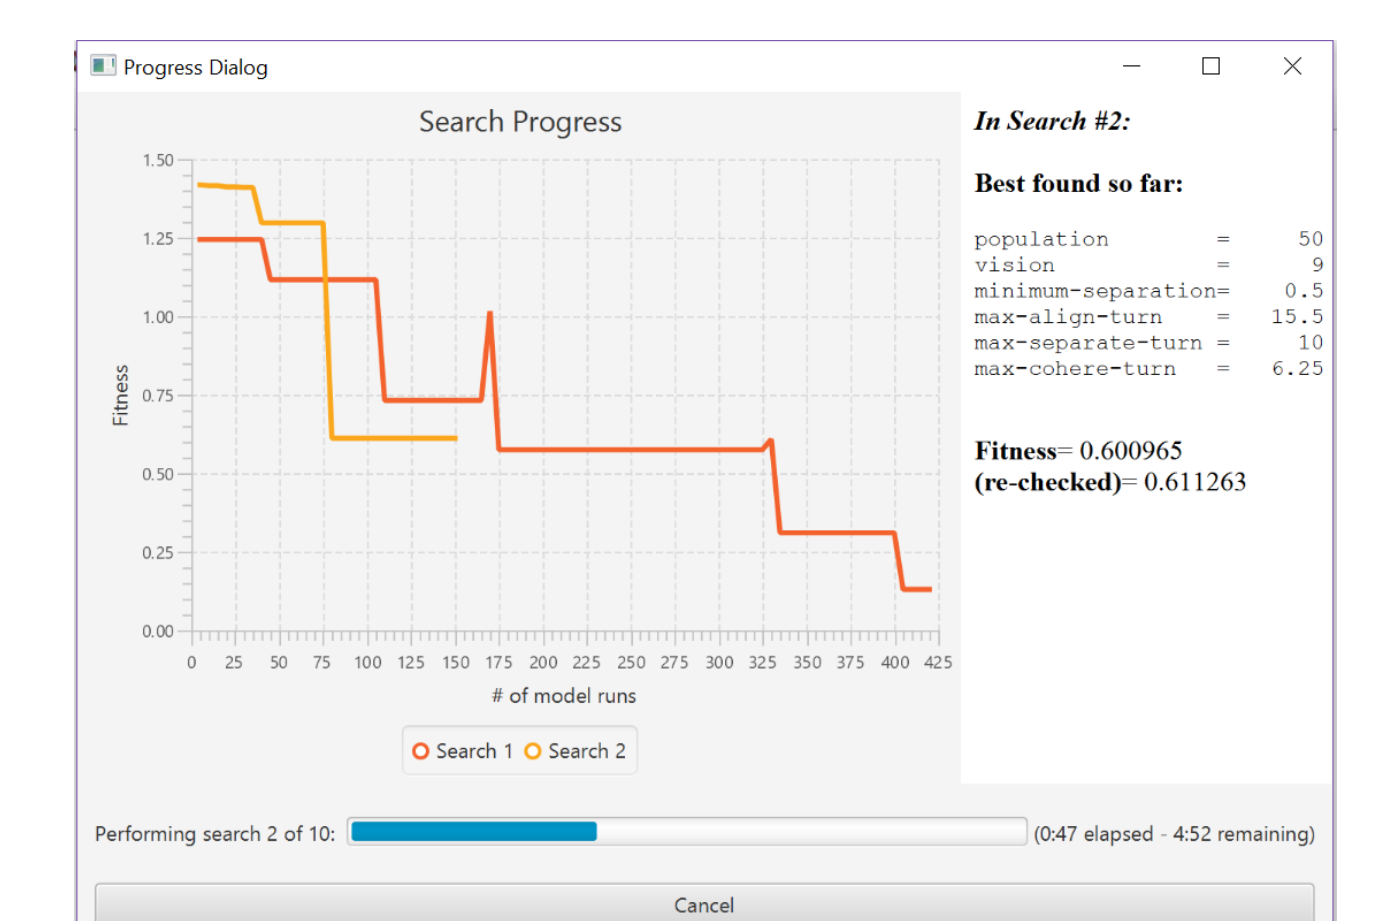 Progress Dialog
Search Progress
In Search #2:
Best found so far:
population = 50
vision = 9
minimum-separation= 0.5
max-align-turn = 15.5
max-separate-turn = 10
max-cohere-turn = 6.25
Fitness= 0.600965
(re-checked)= 0.611263
Fitness
1.50
1.25
1.00
0.75
0.50
0.25
0.00
0 25 50 75 100 125 150 175 200 225 250 275 300 325 350 375 400 425
# of model runs
Search 1 Search 2
Performing search 2 of 10: (0:47 elapsed - 4:52 remaining)
Cancel